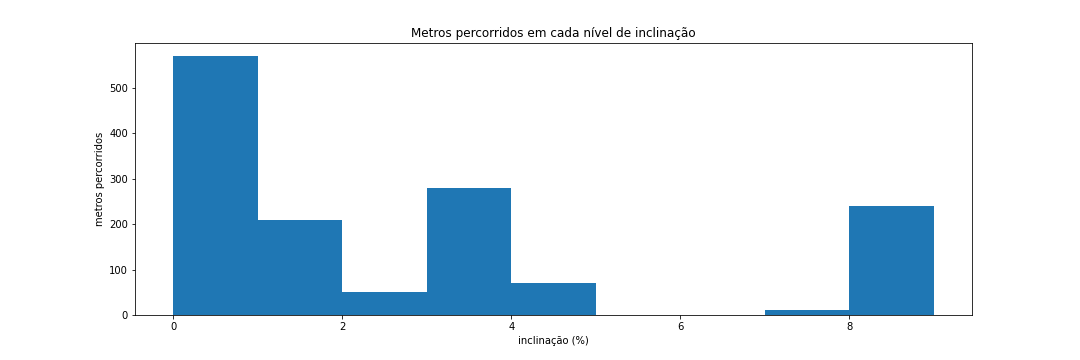 Metros percorridos em cada nível de inclinação
metros percorridos
500
400
300
200
100
0
0 2 4 6 8
inclinação (%)